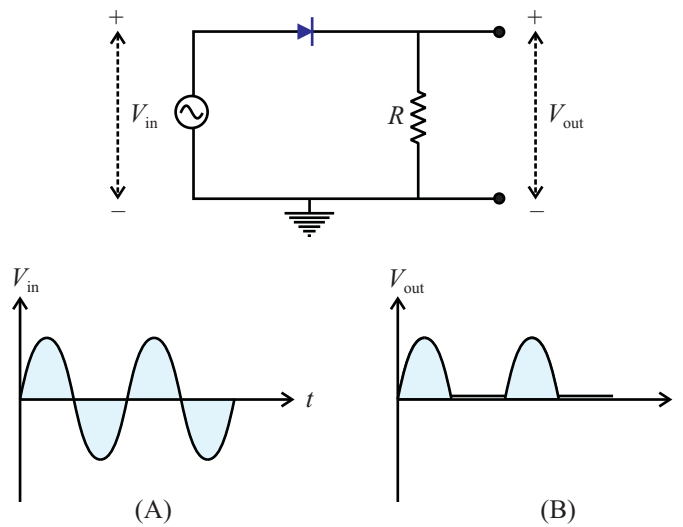 + +
V_in R V_out
− −
V_in V_out
t
(A) (B)